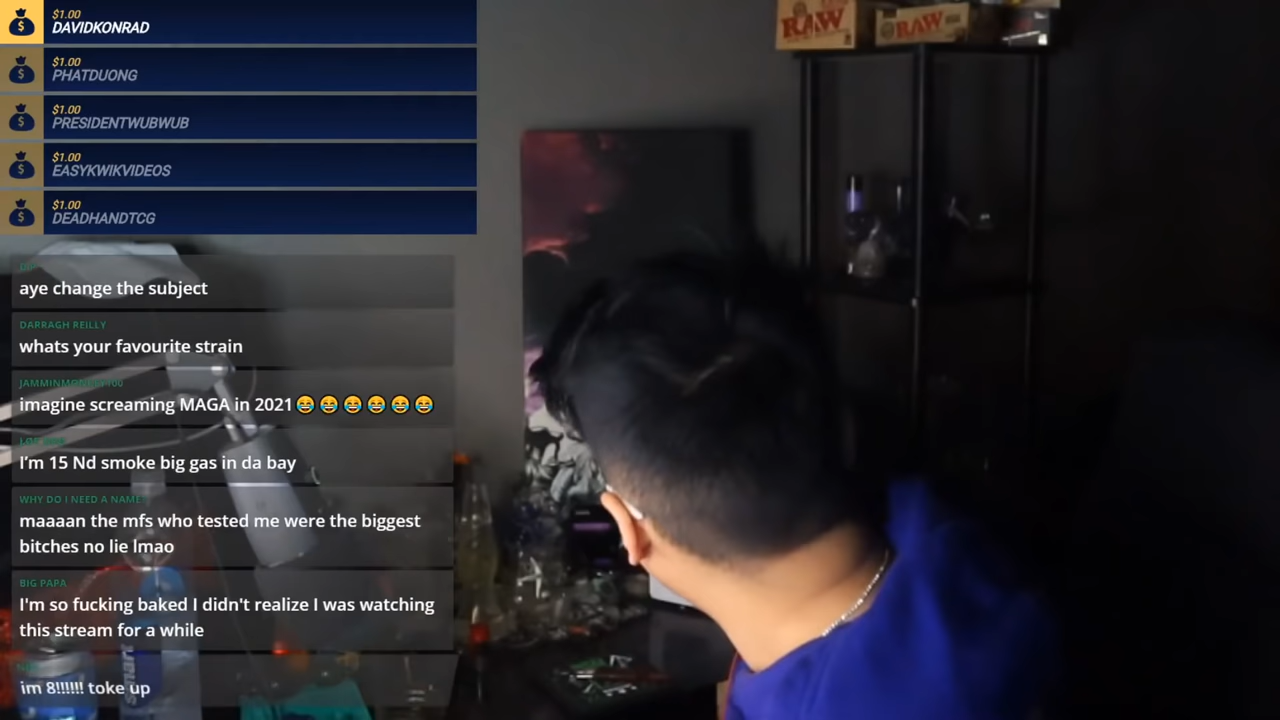 $1.00
DAVIDKONRAD
$1.00
PHATDUONG
$1.00
PRESIDENTWUBWUB
$1.00
EASYKWIKVIDEOS
$1.00
DEADHANDTCG
RAW
RAW
aye change the subject
DARRAGH REILLY
whats your favourite strain
imagine screaming MAGA in 2021😂😂😂😂😂😂
I'm 15 Nd smoke big gas in da bay
WHY DO I NEED A NAME?
maaaan the mfs who tested me were the biggest
bitches no lie lmao
BIG PAPA
I'm so fucking baked I didn't realize I was watching
this stream for a while
im 8!!!!!! toke up
smart